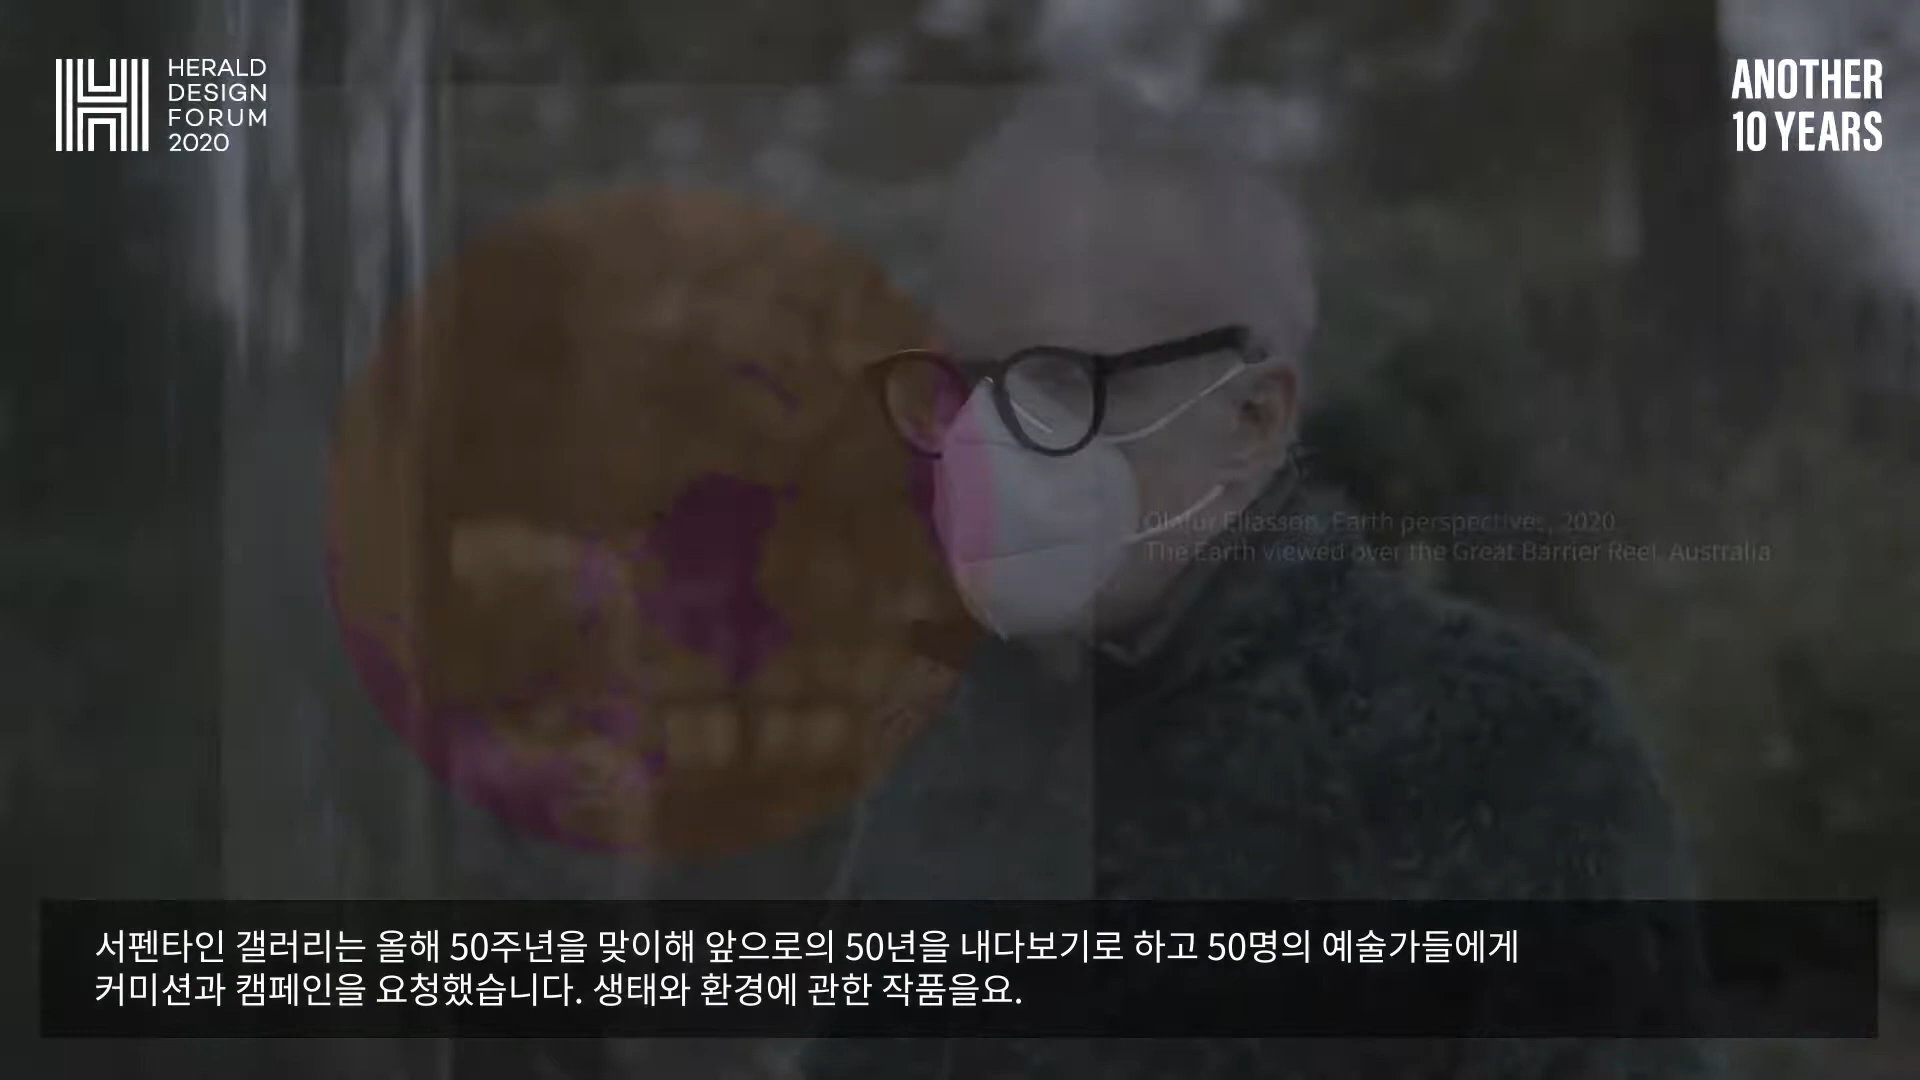 HERALD
DESIGN
FORUM
2020
ANOTHER
10 YEARS
Olafur Eliasson, Earth perspectives, 2020
The Earth viewed over the Great Barrier Reef, Australia
서펜타인 갤러리는 올해 50주년을 맞이해 앞으로의 50년을 내다보기로 하고 50명의 예술가들에게
커미션과 캠페인을 요청했습니다. 생태와 환경에 관한 작품을요.